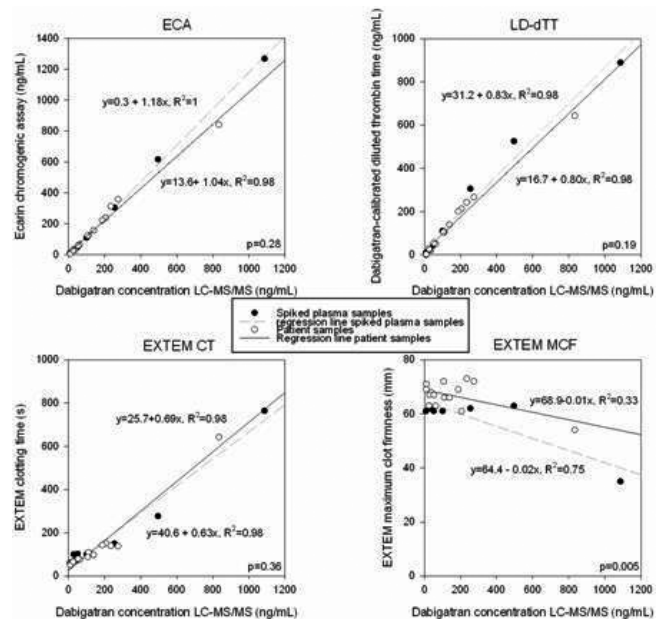 ECA
Ecarin chromogenic assay (ng/mL)
1400
1200
1000
800
600
400
200
0
y=0.3 + 1.18x, R²=1
y=13.6+ 1.04x, R²=0.98
p=0.28
0 200 400 600 800 1000 1200
Dabigatran concentration LC-MS/MS (ng/mL)
LD-dTT
Dabigatran-calibrated diluted thrombin time (ng/mL)
1000
800
600
400
200
0
y=31.2 + 0.83x, R²=0.98
y=16.7 + 0.80x, R²=0.98
p=0.19
0 200 400 600 800 1000 1200
Dabigatran concentration LC-MS/MS (ng/mL)
Spiked plasma samples
regression line spiked plasma samples
Patient samples
Regression line patient samples
EXTEM CT
EXTEM clotting time (s)
1000
800
600
400
200
0
y=25.7+0.69x, R²=0.98
y=40.6 + 0.63x, R²=0.98
p=0.36
0 200 400 600 800 1000 1200
Dabigatran concentration LC-MS/MS (ng/mL)
EXTEM MCF
EXTEM maximum clot firmness (mm)
80
60
40
20
0
y=68.9-0.01x, R²=0.33
y=64.4 - 0.02x, R²=0.75
p=0.005
0 200 400 600 800 1000 1200
Dabigatran concentration LC-MS/MS (ng/mL)